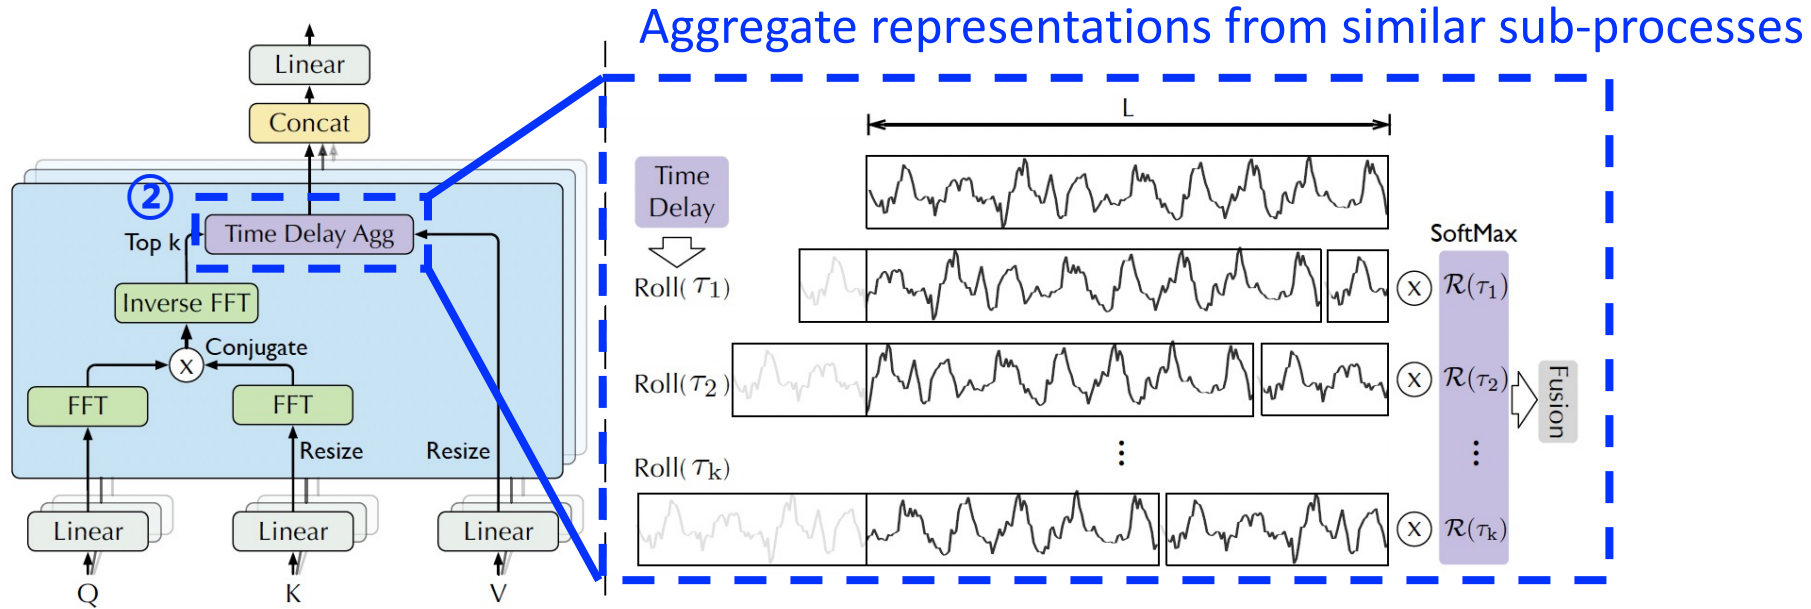 Aggregate representations from similar sub-processes
Linear
Concat
②
Time Delay Agg
Top k
Inverse FFT
Conjugate
X
FFT
FFT
Resize
Resize
Linear
Linear
Linear
Q
K
V
L
Time
Delay
SoftMax
Roll(τ₁)
X
R(τ₁)
Roll(τ₂)
X
R(τ₂)
Fusion
⋮
⋮
Roll(τₖ)
X
R(τₖ)